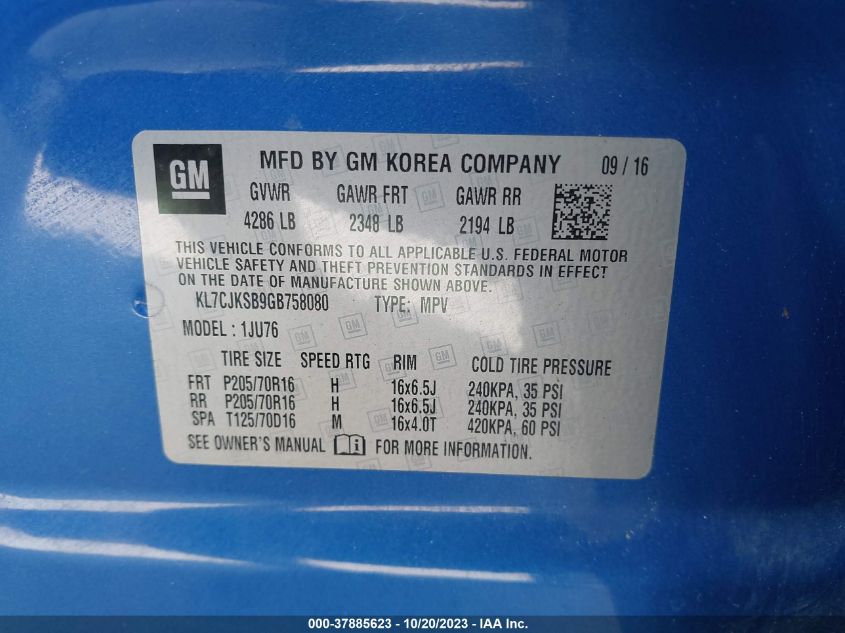 GM MFD BY GM KOREA COMPANY 09 / 16
GVWR GAWR FRT GAWR RR
4286 LB 2348 LB 2194 LB
THIS VEHICLE CONFORMS TO ALL APPLICABLE U.S. FEDERAL MOTOR
VEHICLE SAFETY AND THEFT PREVENTION STANDARDS IN EFFECT
ON THE DATE OF MANUFACTURE SHOWN ABOVE.
KL7CJKSB9GB758080 TYPE: MPV
MODEL : 1JU76
TIRE SIZE SPEED RTG RIM COLD TIRE PRESSURE
FRT P205/70R16 H 16x6.5J 240KPA, 35 PSI
RR P205/70R16 H 16x6.5J 240KPA, 35 PSI
SPA T125/70D16 M 16x4.0T 420KPA, 60 PSI
SEE OWNER'S MANUAL FOR MORE INFORMATION.
000-37885623 - 10/20/2023 - IAA Inc.